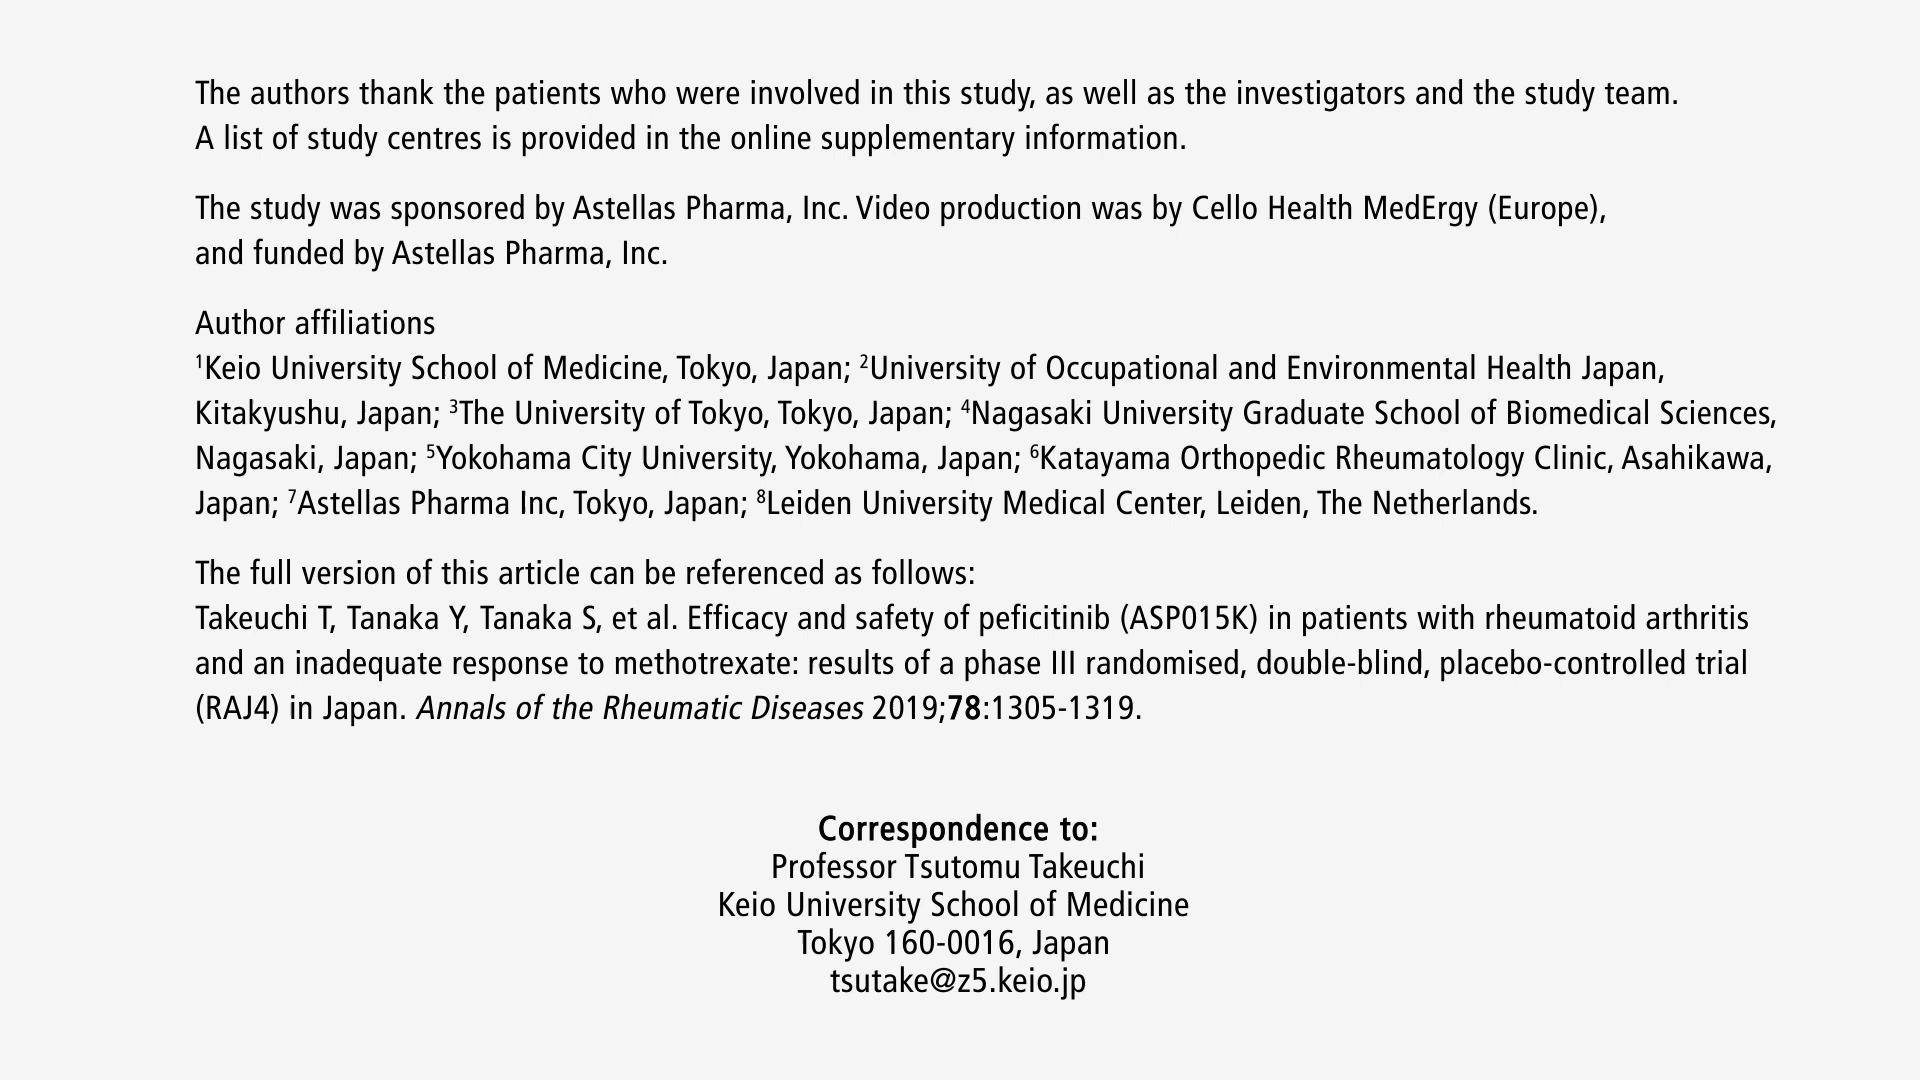 The authors thank the patients who were involved in this study, as well as the investigators and the study team.
A list of study centres is provided in the online supplementary information.
The study was sponsored by Astellas Pharma, Inc. Video production was by Cello Health MedErgy (Europe),
and funded by Astellas Pharma, Inc.
Author affiliations
¹Keio University School of Medicine, Tokyo, Japan; ²University of Occupational and Environmental Health Japan,
Kitakyushu, Japan; ³The University of Tokyo, Tokyo, Japan; ⁴Nagasaki University Graduate School of Biomedical Sciences,
Nagasaki, Japan; ⁵Yokohama City University, Yokohama, Japan; ⁶Katayama Orthopedic Rheumatology Clinic, Asahikawa,
Japan; ⁷Astellas Pharma Inc, Tokyo, Japan; ⁸Leiden University Medical Center, Leiden, The Netherlands.
The full version of this article can be referenced as follows:
Takeuchi T, Tanaka Y, Tanaka S, et al. Efficacy and safety of peficitinib (ASP015K) in patients with rheumatoid arthritis
and an inadequate response to methotrexate: results of a phase III randomised, double-blind, placebo-controlled trial
(RAJ4) in Japan. Annals of the Rheumatic Diseases 2019;78:1305-1319.
Correspondence to:
Professor Tsutomu Takeuchi
Keio University School of Medicine
Tokyo 160-0016, Japan
tsutake@z5.keio.jp